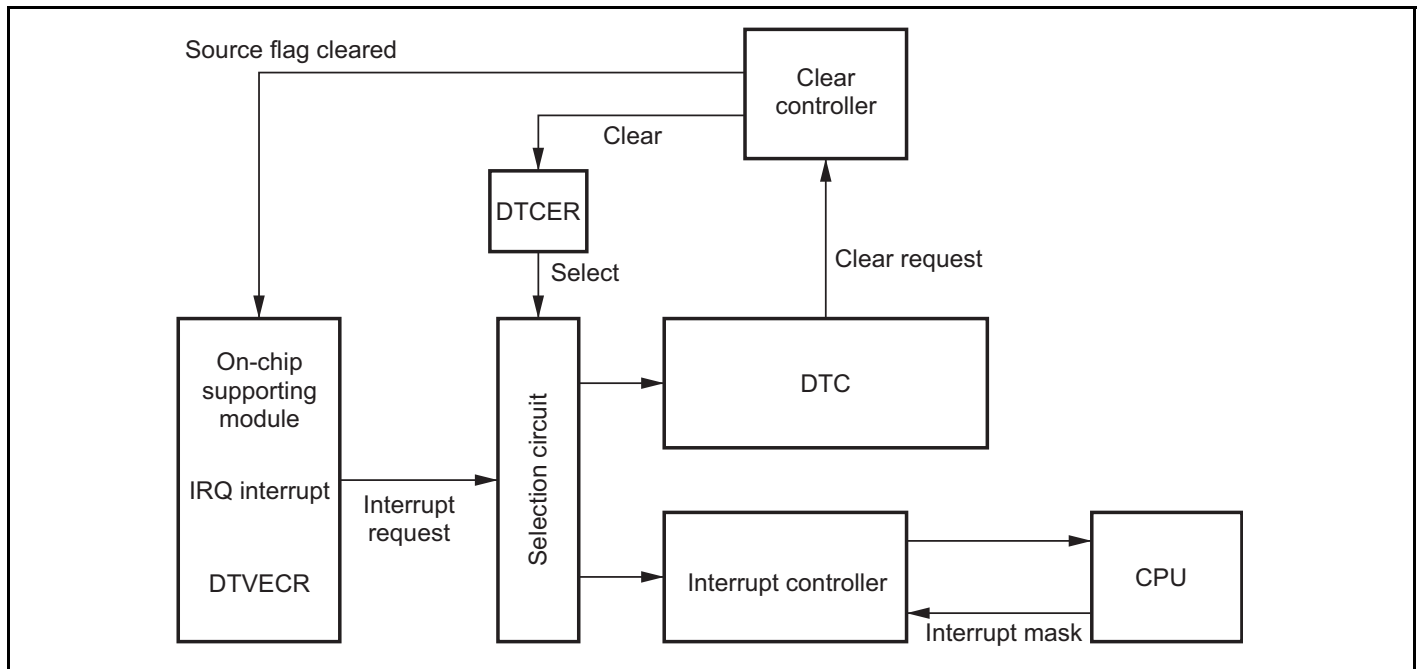 Source flag cleared
Clear
controller
Clear
DTCER
Select
Clear request
On-chip
supporting
module
IRQ interrupt
DTVECR
Interrupt
request
Selection circuit
DTC
Interrupt controller
CPU
Interrupt mask